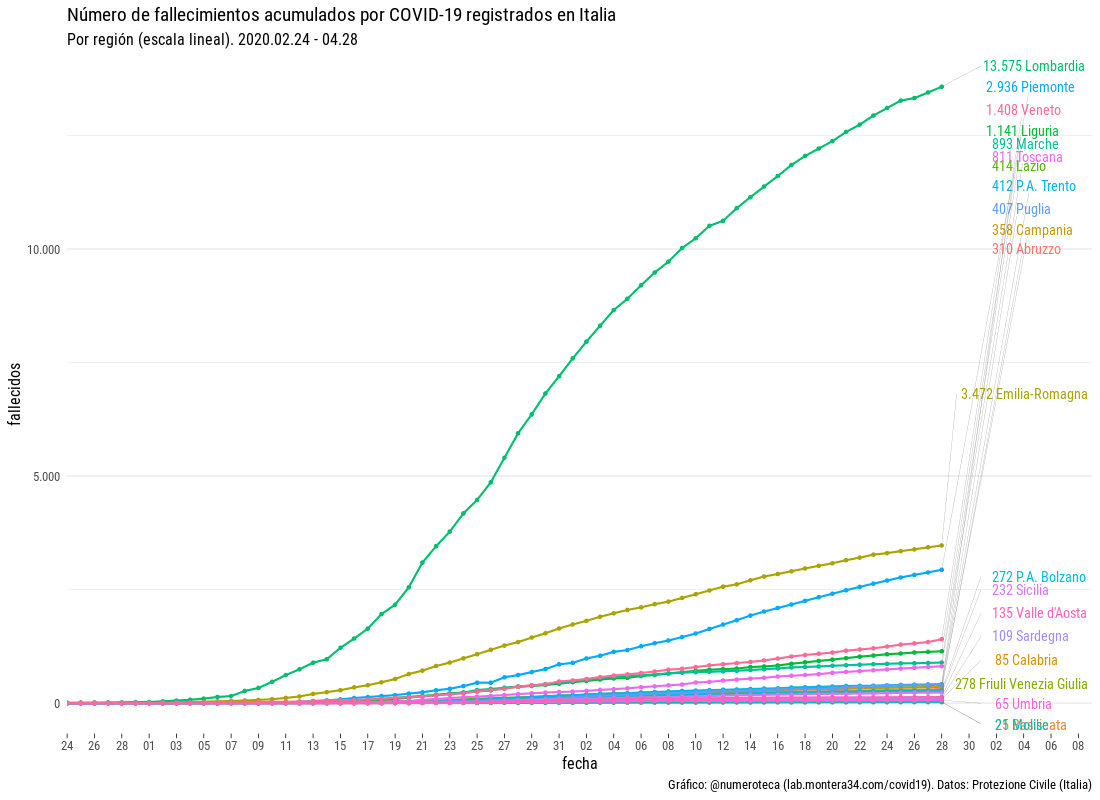 Número de fallecimientos acumulados por COVID-19 registrados en Italia
Por región (escala lineal). 2020.02.24 - 04.28
13.575 Lombardia
2.936 Piemonte
1.408 Veneto
1.141 Liguria
893 Marche
811 Toscana
414 Lazio
412 P.A. Trento
407 Puglia
358 Campania
310 Abruzzo
10.000
3.472 Emilia-Romagna
fallecidos
5.000
272 P.A. Bolzano
232 Sicilia
135 Valle d'Aosta
109 Sardegna
85 Calabria
278 Friuli Venezia Giulia
65 Umbria
0
21 Molise
Basilicata
24 26 28 01 03 05 07 09 11 13 15 17 19 21 23 25 27 29 31 02 04 06 08 10 12 14 16 18 20 22 24 26 28 30 02 04 06 08
fecha
Gráfico: @numeroteca (lab.montera34.com/covid19). Datos: Protezione Civile (Italia)